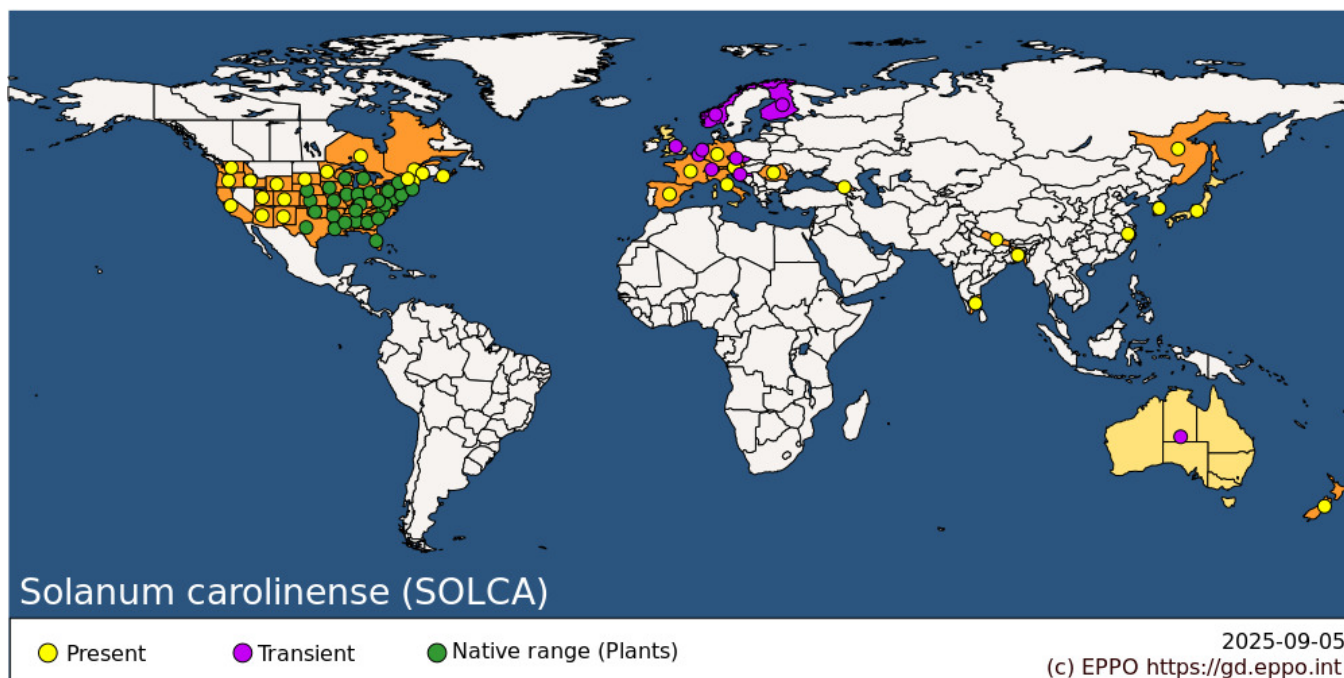 Solanum carolinense (SOLCA)
Present
Transient
Native range (Plants)
2025-09-05
(c) EPPO https://gd.eppo.int